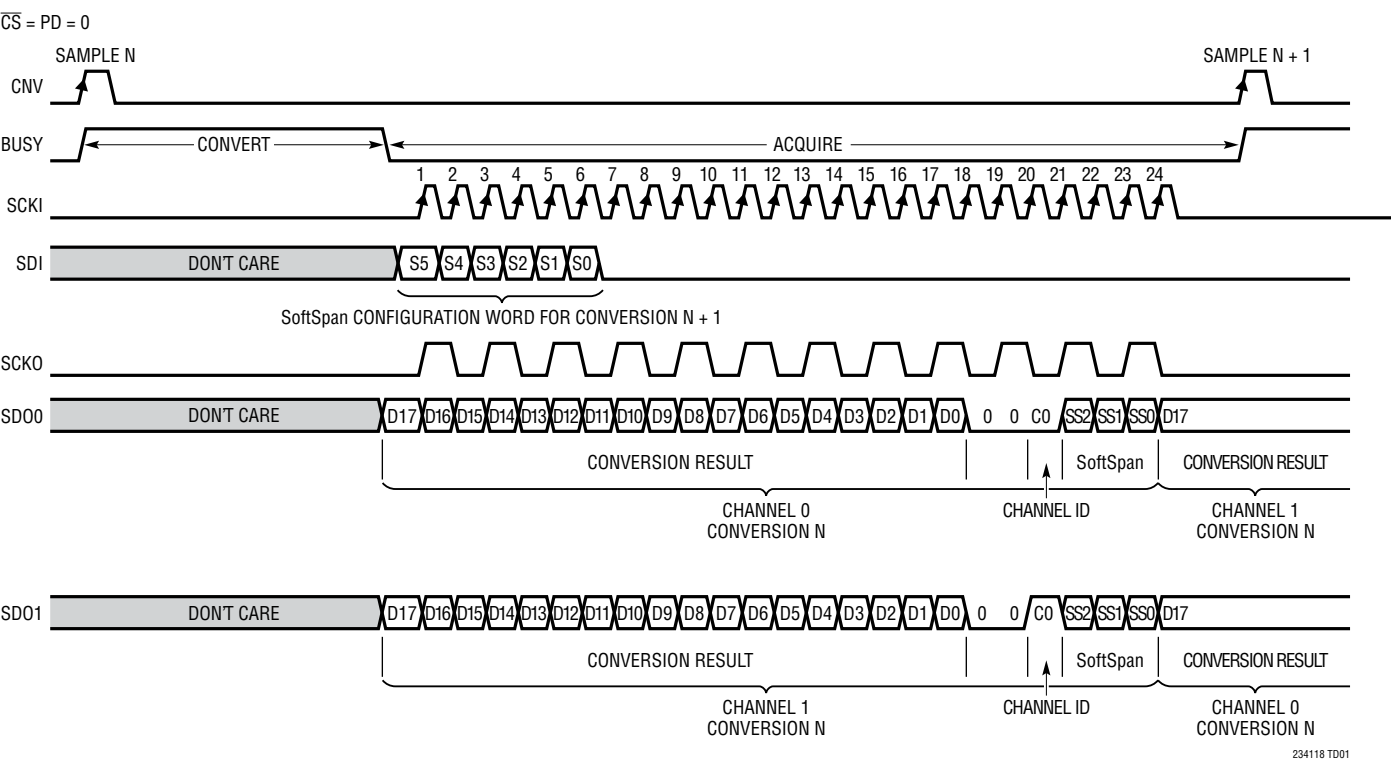 CS = PD = 0
SAMPLE N SAMPLE N + 1
CNV
BUSY CONVERT ACQUIRE
1 2 3 4 5 6 7 8 9 10 11 12 13 14 15 16 17 18 19 20 21 22 23 24
SCKI
SDI DON'T CARE S5 S4 S3 S2 S1 S0
SoftSpan CONFIGURATION WORD FOR CONVERSION N + 1
SCKO
SDO0 DON'T CARE D17 D16 D15 D14 D13 D12 D11 D10 D9 D8 D7 D6 D5 D4 D3 D2 D1 D0 0 0 C0 SS2 SS1 SS0 D17
CONVERSION RESULT SoftSpan CONVERSION RESULT
CHANNEL 0 CHANNEL ID CHANNEL 1
CONVERSION N CONVERSION N
SDO1 DON'T CARE D17 D16 D15 D14 D13 D12 D11 D10 D9 D8 D7 D6 D5 D4 D3 D2 D1 D0 0 0 C0 SS2 SS1 SS0 D17
CONVERSION RESULT SoftSpan CONVERSION RESULT
CHANNEL 1 CHANNEL ID CHANNEL 0
CONVERSION N CONVERSION N
234118 TD01